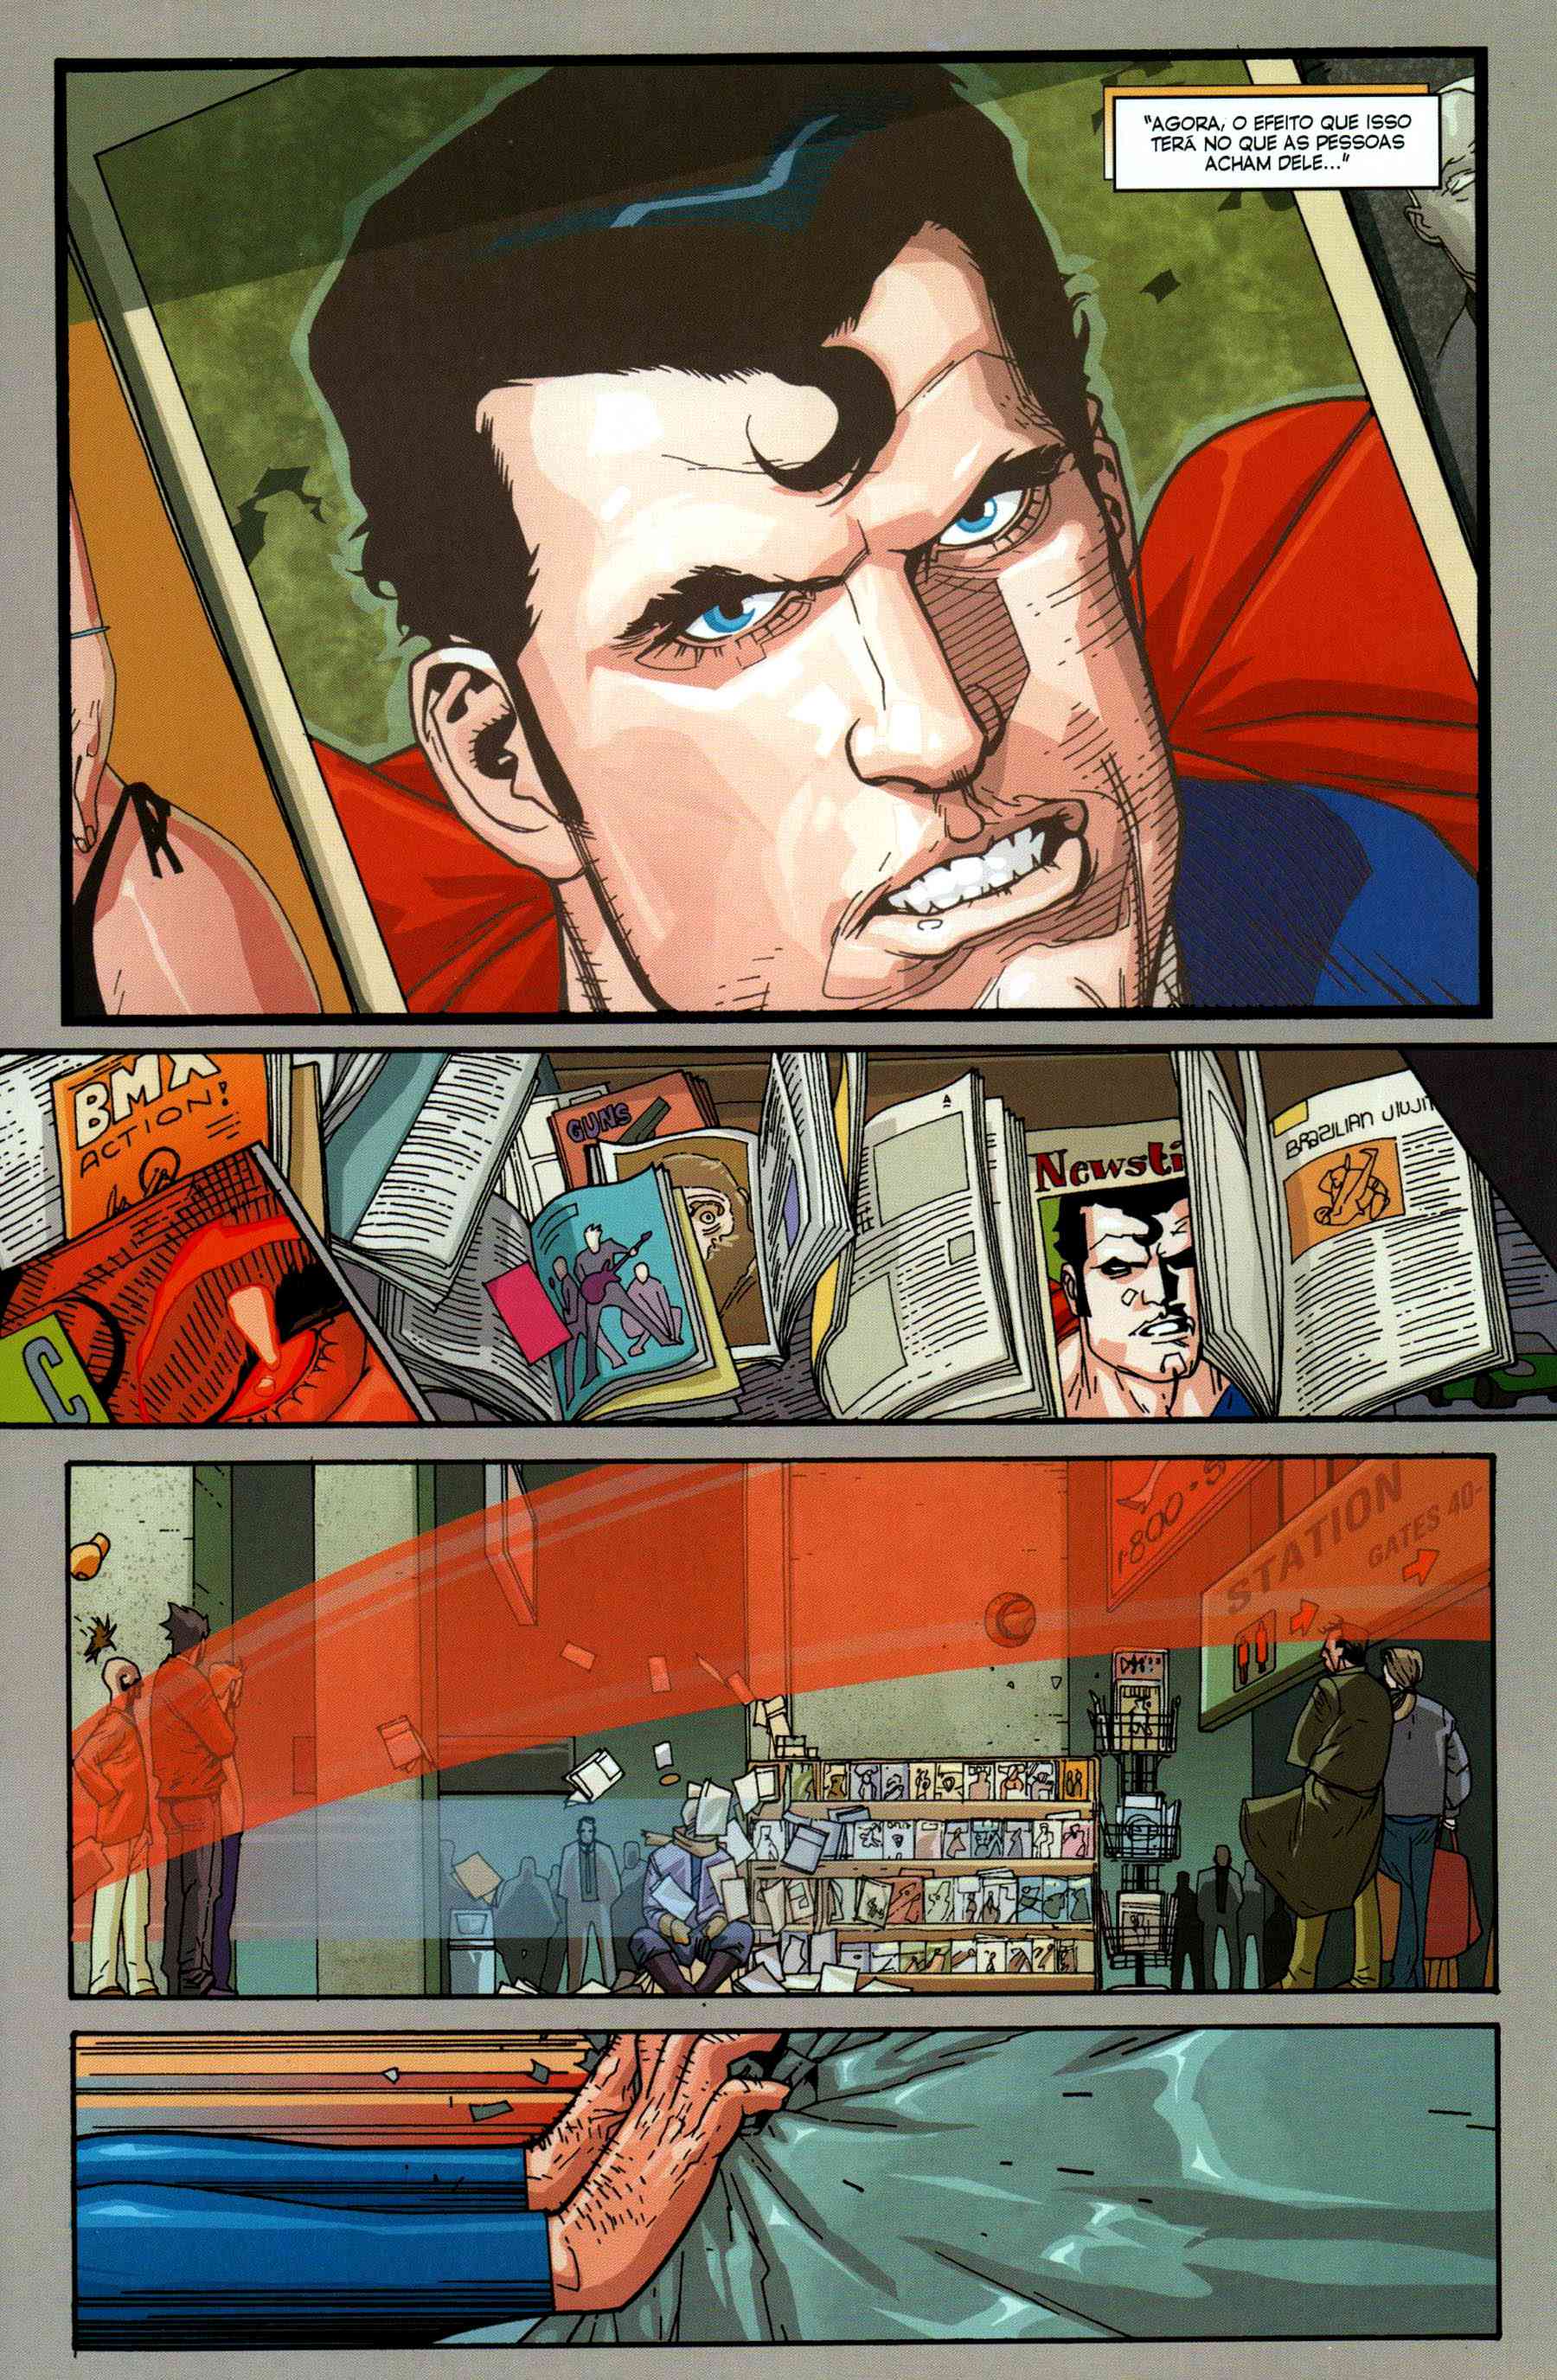 "AGORA, O EFEITO QUE ISSO
TERÁ NO QUE AS PESSOAS
ACHAM DELE..."
BMX
ACTION!
GUNS
Newsti
BRAZILIAN JIUJIT
C
1-800-S
STATION
GATES 40-